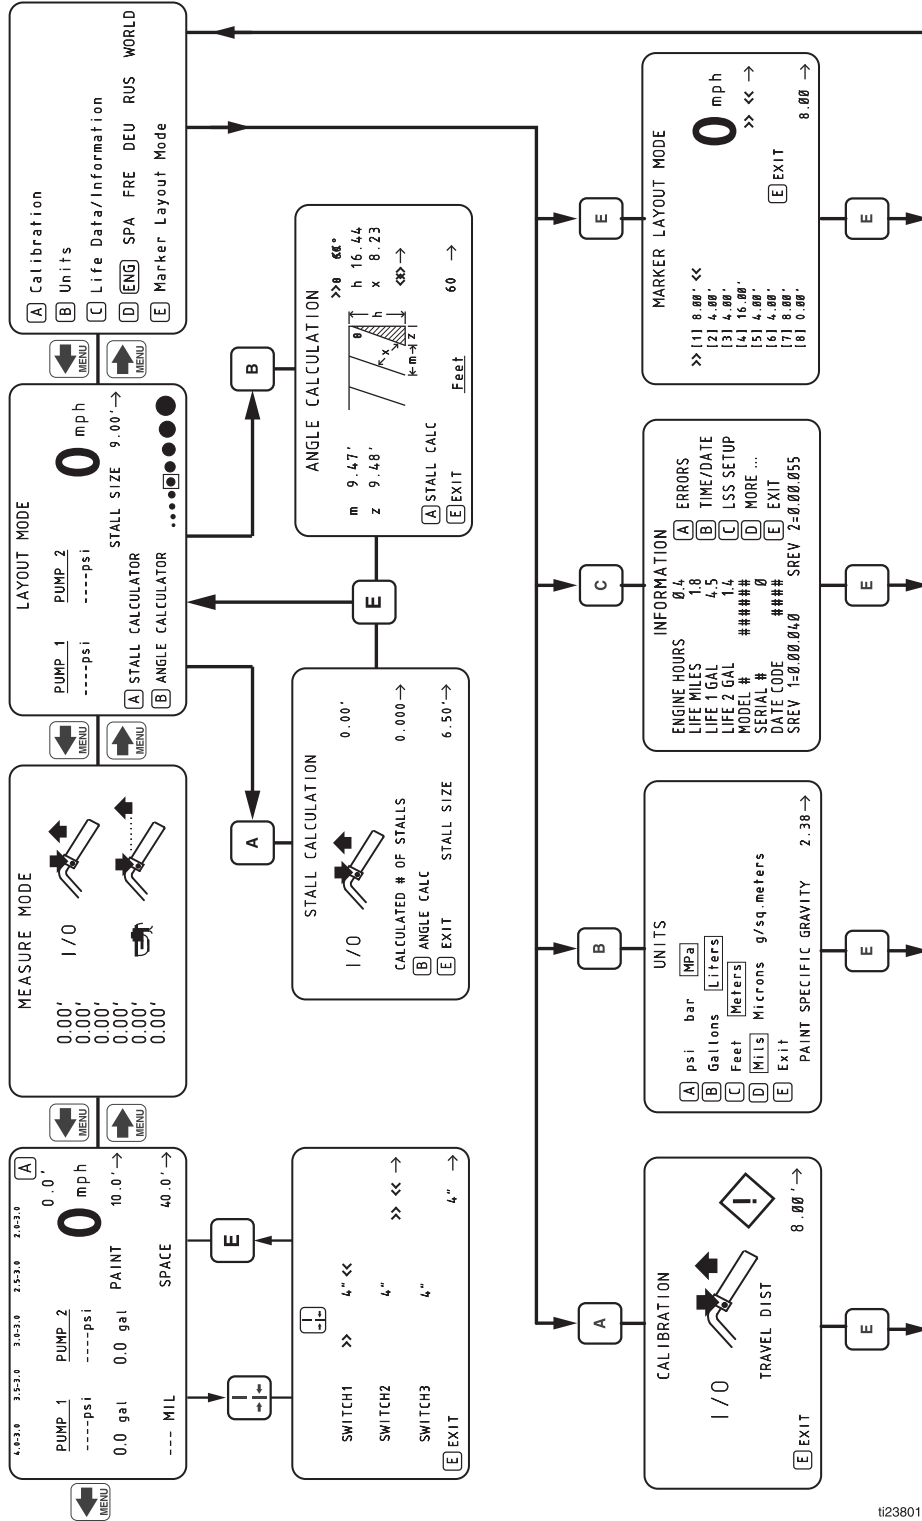 MENU
4.0-3.0 3.5-3.0 3.0-3.0 2.5-3.0 2.0-3.0
A
0.0'
PUMP 1 PUMP 2
0 mph
----psi ----psi
0.0 gal 0.0 gal PAINT 10.0'→
--- MIL SPACE 40.0'→
MENU
MENU
E
SWITCH1 >> 4" <<
SWITCH2 4" >> << →
SWITCH3 4" 4" →
E EXIT
MEASURE MODE
0.00' I/O
0.00'
0.00'
0.00'
0.00'
0.00'
MENU
MENU
LAYOUT MODE
PUMP 1 PUMP 2
0 mph
----psi ----psi
STALL SIZE 9.00'→
A STALL CALCULATOR
B ANGLE CALCULATOR
MENU
MENU
A Calibration
B Units
C Life Data/Information
D ENG SPA FRE DEU RUS WORLD
E Marker Layout Mode
A
E
B
STALL CALCULATION
I/O 0.00'
CALCULATED # OF STALLS 0.000→
B ANGLE CALC
E EXIT STALL SIZE 6.50'→
ANGLE CALCULATION
m 9.47' >>θ <<°
z 9.48' h 16.44
x 8.23
θ h x m z
<<x>>→
A STALL CALC
E EXIT Feet 60 →
A
B
C
E
CALIBRATION
I/O
!
TRAVEL DIST 8.00'→
E EXIT
UNITS
A psi bar MPa
B Gallons Liters
C Feet Meters
D Mils Microns g/sq.meters
E Exit
PAINT SPECIFIC GRAVITY 2.38→
INFORMATION
ENGINE HOURS 0.4 A ERRORS
LIFE MILES 1.8 B TIME/DATE
LIFE 1 GAL 4.5 C LSS SETUP
LIFE 2 GAL 1.4 D MORE ...
MODEL # ###### E EXIT
SERIAL # 0
DATE CODE ####
SREV 1=0.00.040 SREV 2=0.00.055
MARKER LAYOUT MODE
>> [1] 8.00' <<
[2] 4.00'
[3] 4.00'
[4] 16.00'
[5] 4.00'
[6] 4.00'
[7] 8.00'
[8] 8.00'
0 mph
>> << →
E EXIT
8.00 →
E
E
E
E
ti23801